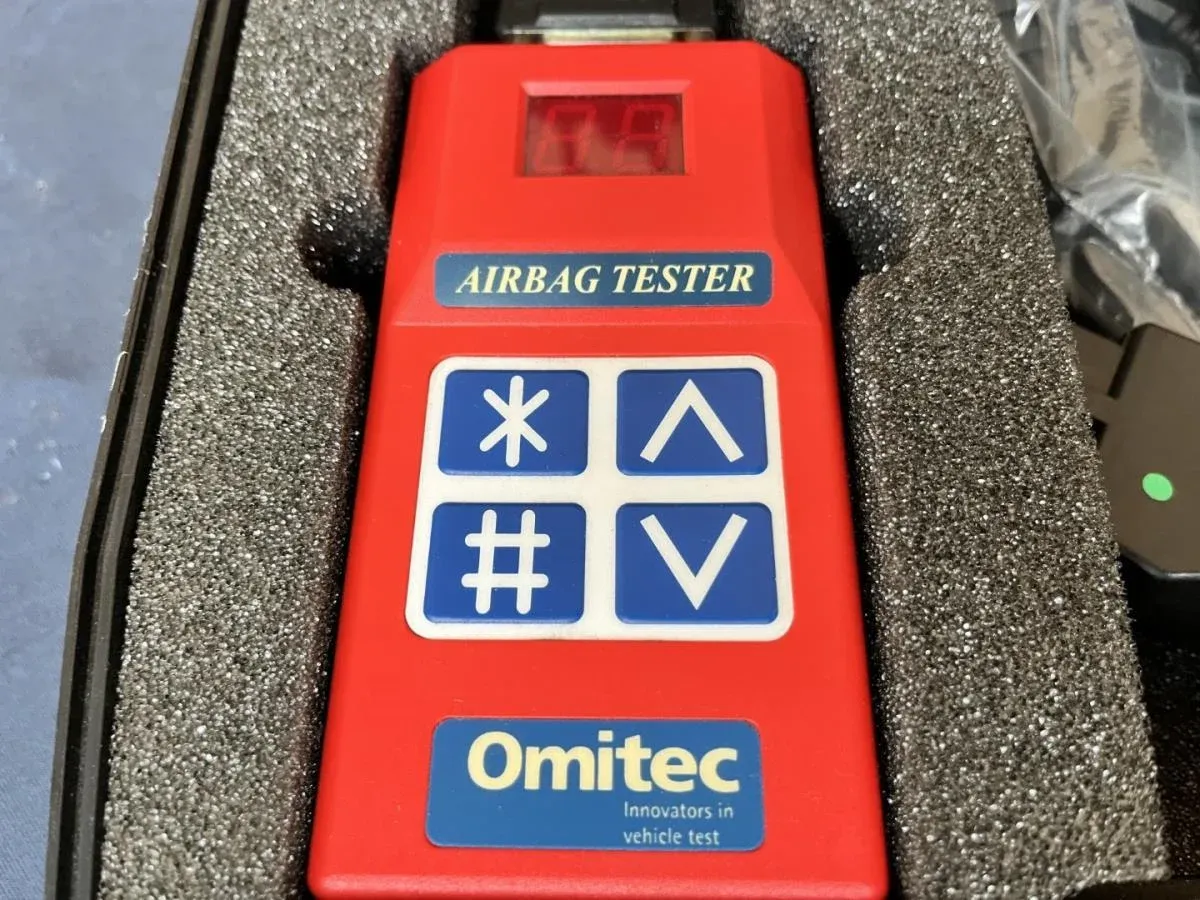 AIRBAG TESTER
*
#
Omitec
Innovators in
vehicle test